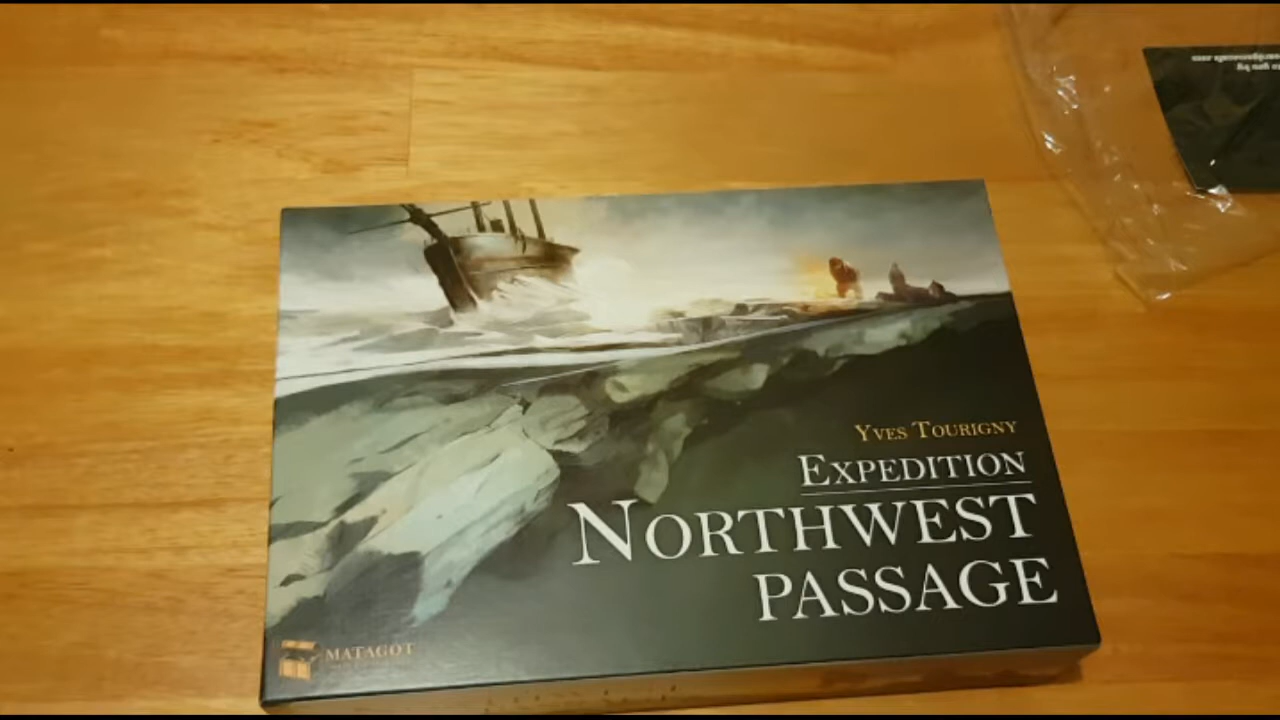 YVES TOURIGNY
EXPEDITION
NORTHWEST
PASSAGE
MATAGOT